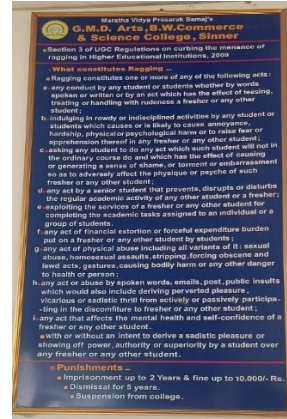 Maratha Vidya Prasarak Samaj's
G.M.D. Arts, B.W.Commerce
& Science College, Sinner
Section 3 of UGC Regulations on curbing the menance of
ragging in Higher Educational Institutions, 2009
What constitutes Ragging _
Ragging constitutes one or more of any of the following acts:
a. any conduct by any student or students whether by words
spoken or written by an act which has the effect of teasing,
treating or handling with rudeness a fresher or any other
student;
b. indulging in rowdy or indisciplined activities by any student or
students which causes or is likely to cause annoyance,
hardship, physical or psychological harm or to raise fear or
apprehension thereof in any fresher or any other student;
c. asking any student to do any act which such student will not in
the ordinary course do and which has the effect of causing
or generating a sense of shame, or torment or embarrassment
so as to adversely affect the physique or psyche of such
fresher or any other student;
d. any act by a senior student that prevents, disrupts or disturbs
the regular academic activity of any other student or a fresher;
e. exploiting the services of a fresher or any other student for
completing the academic tasks assigned to an individual or a
group of students.
f. any act of financial extortion or forceful expenditure burden
put on a fresher or any other student by students;
g. any act of physical abuse including all variants of it: sexual
abuse, homosexual assaults, stripping, forcing obscene and
lewd acts, gestures, causing bodily harm or any other danger
to health or person;
h. any act or abuse by spoken words, emails, post, public insults
which would also include deriving perverted pleasure,
vicarious or sadistic thrill from actively or passively participa-
-ting in the discomfiture to fresher or any other student;
i. any act that affects the mental health and self-confidence of a
fresher or any other student.
with or without an intent to derive a sadistic pleasure or
showing off power, authority or superiority by a student over
any fresher or any other student.
Punishments _
Imprisonment up to 2 Years & fine up to 10,000/- Rs.
Dismissal for 5 years.
Suspension from college.